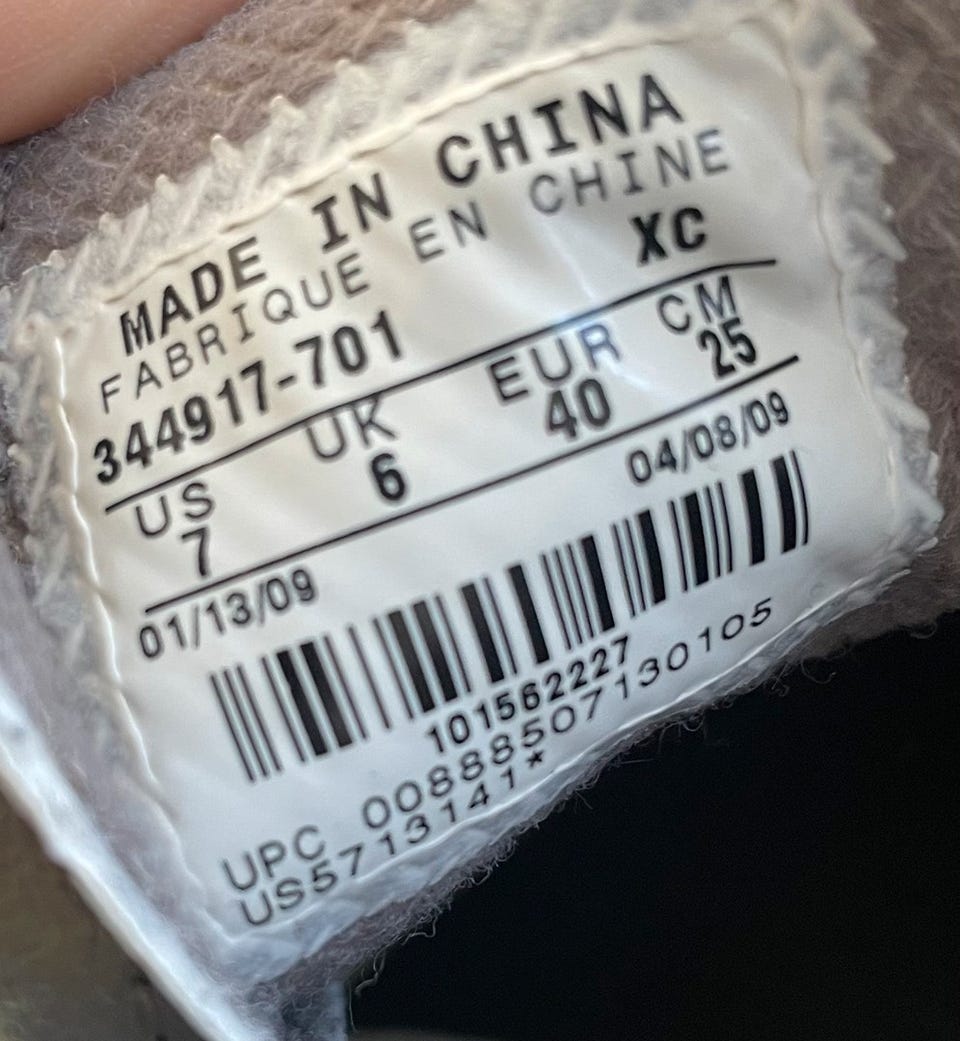 MADE IN CHINA
FABRIQUE EN CHINE
344917-701 XC
US UK EUR CM
7 6 40 25
01/13/09 04/08/09
101562227
UPC 00888507130105
US5713141*